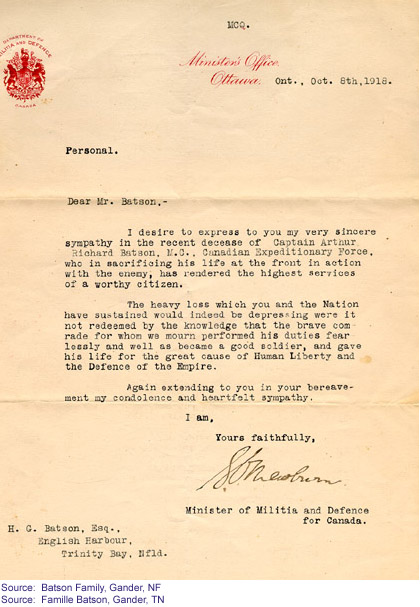 MCQ.
DEPARTMENT OF
MILITIA AND DEFENCE
CANADA
Minister's Office
Ottawa, Ont., Oct. 8th, 1918.
Personal.
Dear Mr. Batson,-
I desire to express to you my very sincere
sympathy in the recent decease of Captain Arthur
Richard Batson, M.C., Canadian Expeditionary Force,
who in sacrificing his life at the front in action
with the enemy, has rendered the highest services
of a worthy citizen.
The heavy loss which you and the Nation
have sustained would indeed be depressing were it
not redeemed by the knowledge that the brave com-
rade for whom we mourn performed his duties fear
lessly and well as became a good soldier, and gave
his life for the great cause of Human Liberty and
the Defence of the Empire.
Again extending to you in your bereave-
ment my condolence and heartfelt sympathy.
I am,
Yours faithfully,
Minister of Militia and Defence
for Canada.
H. G. Batson, Esq.,
English Harbour,
Trinity Bay, Nfld.
Source: Batson Family, Gander, NF
Source: Famille Batson, Gander, TN